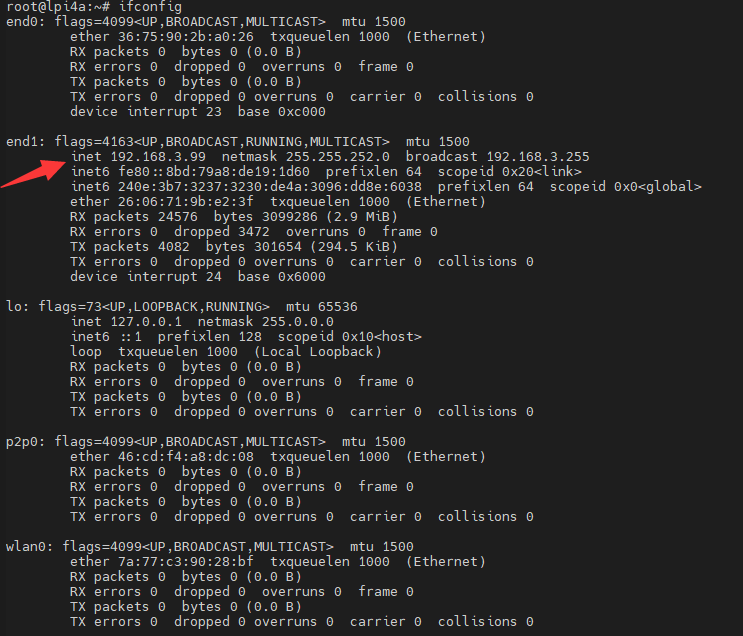 root@lpi4a:~# ifconfig
end0: flags=4099<UP,BROADCAST,MULTICAST>  mtu 1500
        ether 36:75:90:2b:a0:26  txqueuelen 1000  (Ethernet)
        RX packets 0  bytes 0 (0.0 B)
        RX errors 0  dropped 0  overruns 0  frame 0
        TX packets 0  bytes 0 (0.0 B)
        TX errors 0  dropped 0 overruns 0  carrier 0  collisions 0
        device interrupt 23  base 0xc000

end1: flags=4163<UP,BROADCAST,RUNNING,MULTICAST>  mtu 1500
        inet 192.168.3.99  netmask 255.255.252.0  broadcast 192.168.3.255
        inet6 fe80::8bd:79a8:de19:1d60  prefixlen 64  scopeid 0x20<link>
        inet6 240e:3b7:3237:3230:de4a:3096:dd8e:6038  prefixlen 64  scopeid 0x0<global>
        ether 26:06:71:9b:e2:3f  txqueuelen 1000  (Ethernet)
        RX packets 24576  bytes 3099286 (2.9 MiB)
        RX errors 0  dropped 3472  overruns 0  frame 0
        TX packets 4082  bytes 301654 (294.5 KiB)
        TX errors 0  dropped 0 overruns 0  carrier 0  collisions 0
        device interrupt 24  base 0x6000

lo: flags=73<UP,LOOPBACK,RUNNING>  mtu 65536
        inet 127.0.0.1  netmask 255.0.0.0
        inet6 ::1  prefixlen 128  scopeid 0x10<host>
        loop  txqueuelen 1000  (Local Loopback)
        RX packets 0  bytes 0 (0.0 B)
        RX errors 0  dropped 0  overruns 0  frame 0
        TX packets 0  bytes 0 (0.0 B)
        TX errors 0  dropped 0 overruns 0  carrier 0  collisions 0

p2p0: flags=4099<UP,BROADCAST,MULTICAST>  mtu 1500
        ether 46:cd:f4:a8:dc:08  txqueuelen 1000  (Ethernet)
        RX packets 0  bytes 0 (0.0 B)
        RX errors 0  dropped 0  overruns 0  frame 0
        TX packets 0  bytes 0 (0.0 B)
        TX errors 0  dropped 0 overruns 0  carrier 0  collisions 0

wlan0: flags=4099<UP,BROADCAST,MULTICAST>  mtu 1500
        ether 7a:77:c3:90:28:bf  txqueuelen 1000  (Ethernet)
        RX packets 0  bytes 0 (0.0 B)
        RX errors 0  dropped 0  overruns 0  frame 0
        TX packets 0  bytes 0 (0.0 B)
        TX errors 0  dropped 0 overruns 0  carrier 0  collisions 0